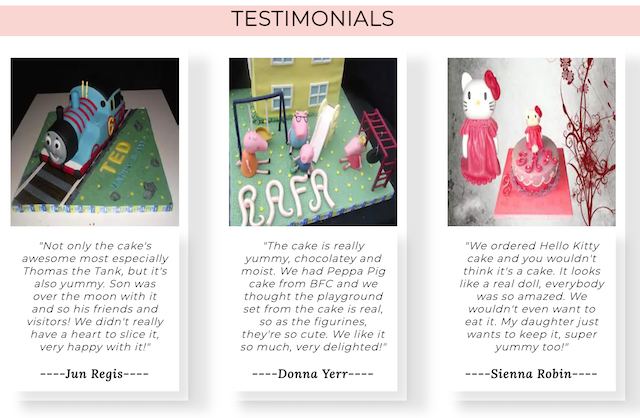 TESTIMONIALS
TED
RAFA
"Not only the cake's
awesome most especially
Thomas the Tank, but it's
also yummy. Son was
over the moon with it
and so his friends and
visitors! We didn't really
have a heart to slice it,
very happy with it!"
----Jun Regis----
"The cake is really
yummy, chocolatey and
moist. We had Peppa Pig
cake from BFC and we
thought the playground
set from the cake is real,
so as the figurines,
they're so cute. We like it
so much, very delighted!"
----Donna Yerr----
"We ordered Hello Kitty
cake and you wouldn't
think it's a cake. It looks
like a real doll, everybody
was so amazed. We
wouldn't even want to
eat it. My daughter just
wants to keep it, super
yummy too!"
----Sienna Robin----